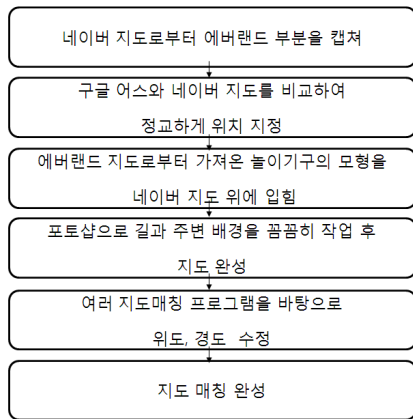 네이버 지도로부터 에버랜드 부분을 캡쳐
구글 어스와 네이버 지도를 비교하여
정교하게 위치 지정
에버랜드 지도로부터 가져온 놀이기구의 모형을
네이버 지도 위에 입힘
포토샵으로 길과 주변 배경을 꼼꼼히 작업 후
지도 완성
여러 지도매칭 프로그램을 바탕으로
위도, 경도 수정
지도 매칭 완성